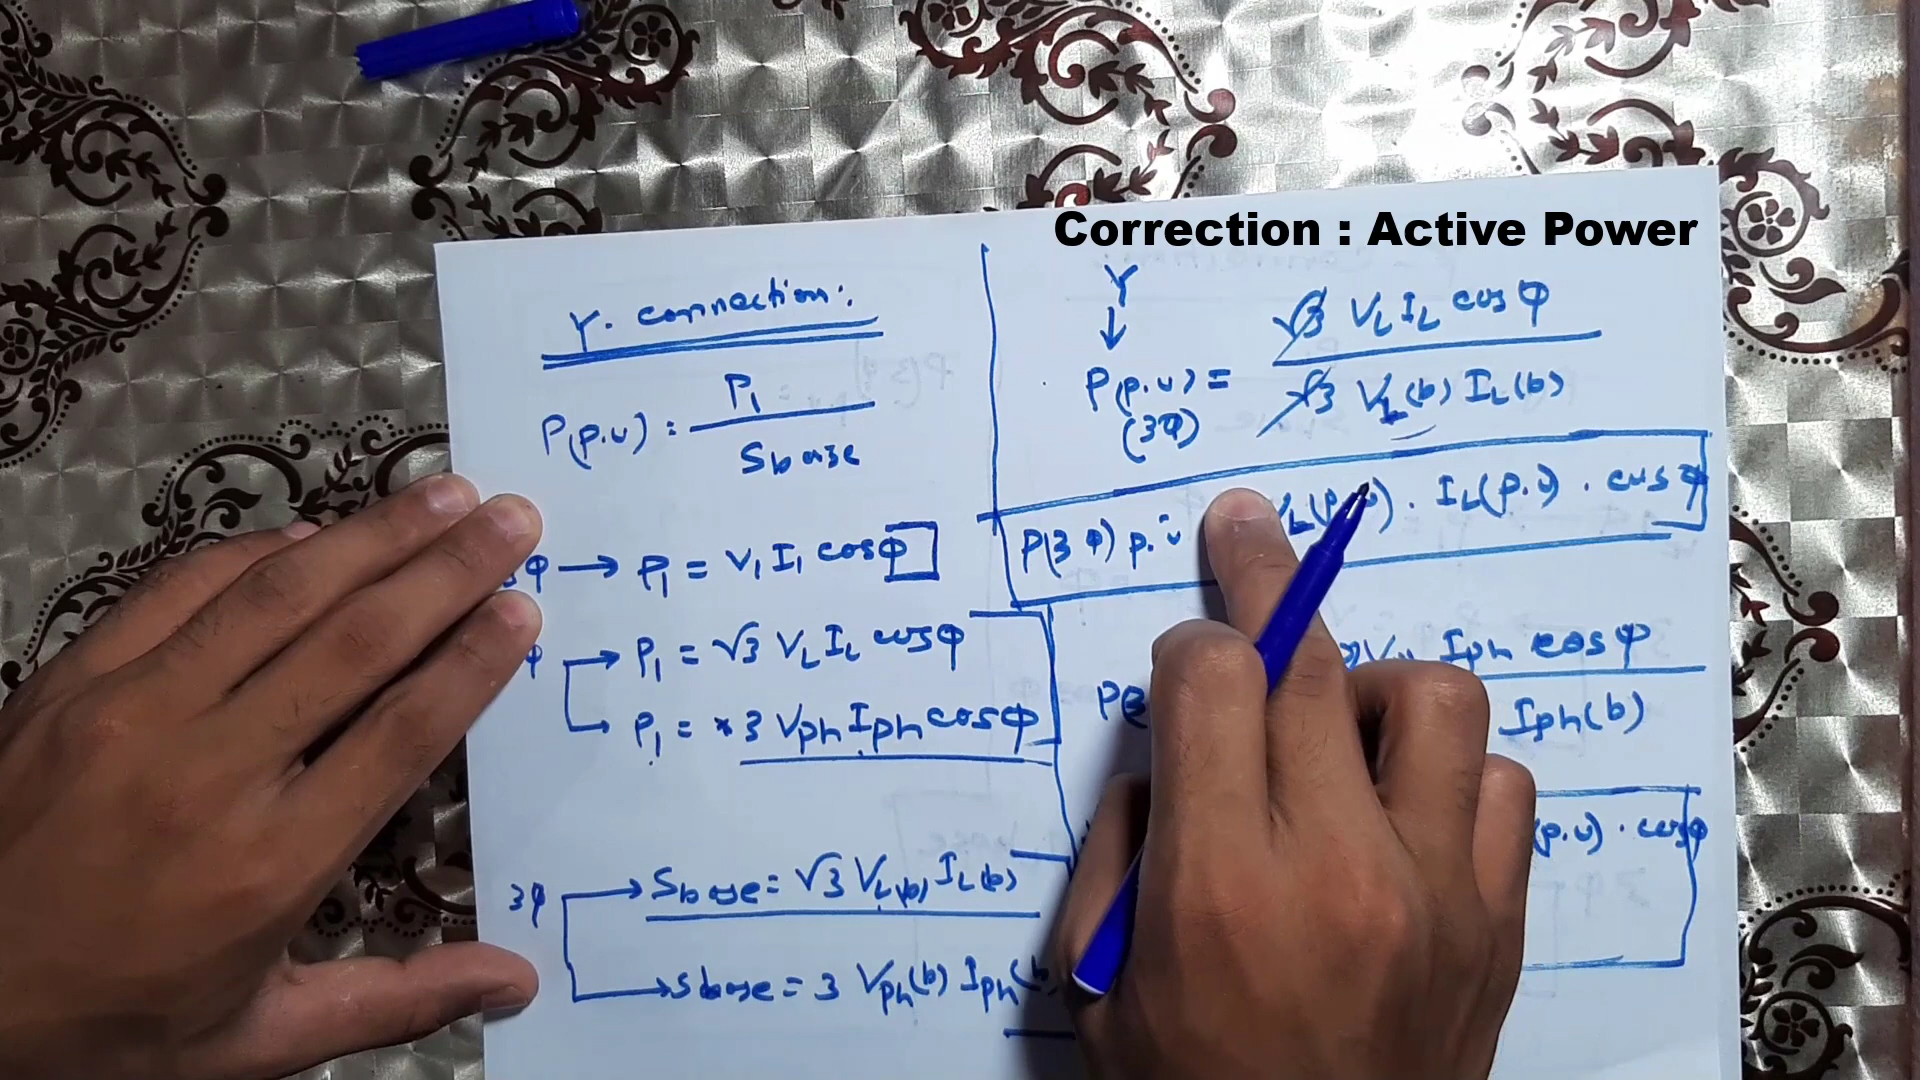 Correction : Active Power
Y. connection:
P(p.u) = P₁ / Sbase
3φ → P₁ = V₁ I₁ cosφ
φ → P₁ = √3 VL IL cosφ
→ P₁ = *3 Vph Iph cosφ
3φ → Sbase = √3 VL(b) IL(b)
→ Sbase = 3 Vph(b) Iph(b
Y
↓
P(p.u) = √3 VL IL cosφ / √3 VL(b) IL(b)
(3φ)
P(3φ) p.u VL(p.u) . IL(p.u) . cosφ
Iph cosφ
P(3 Iph(b)
(p.u) . cosφ